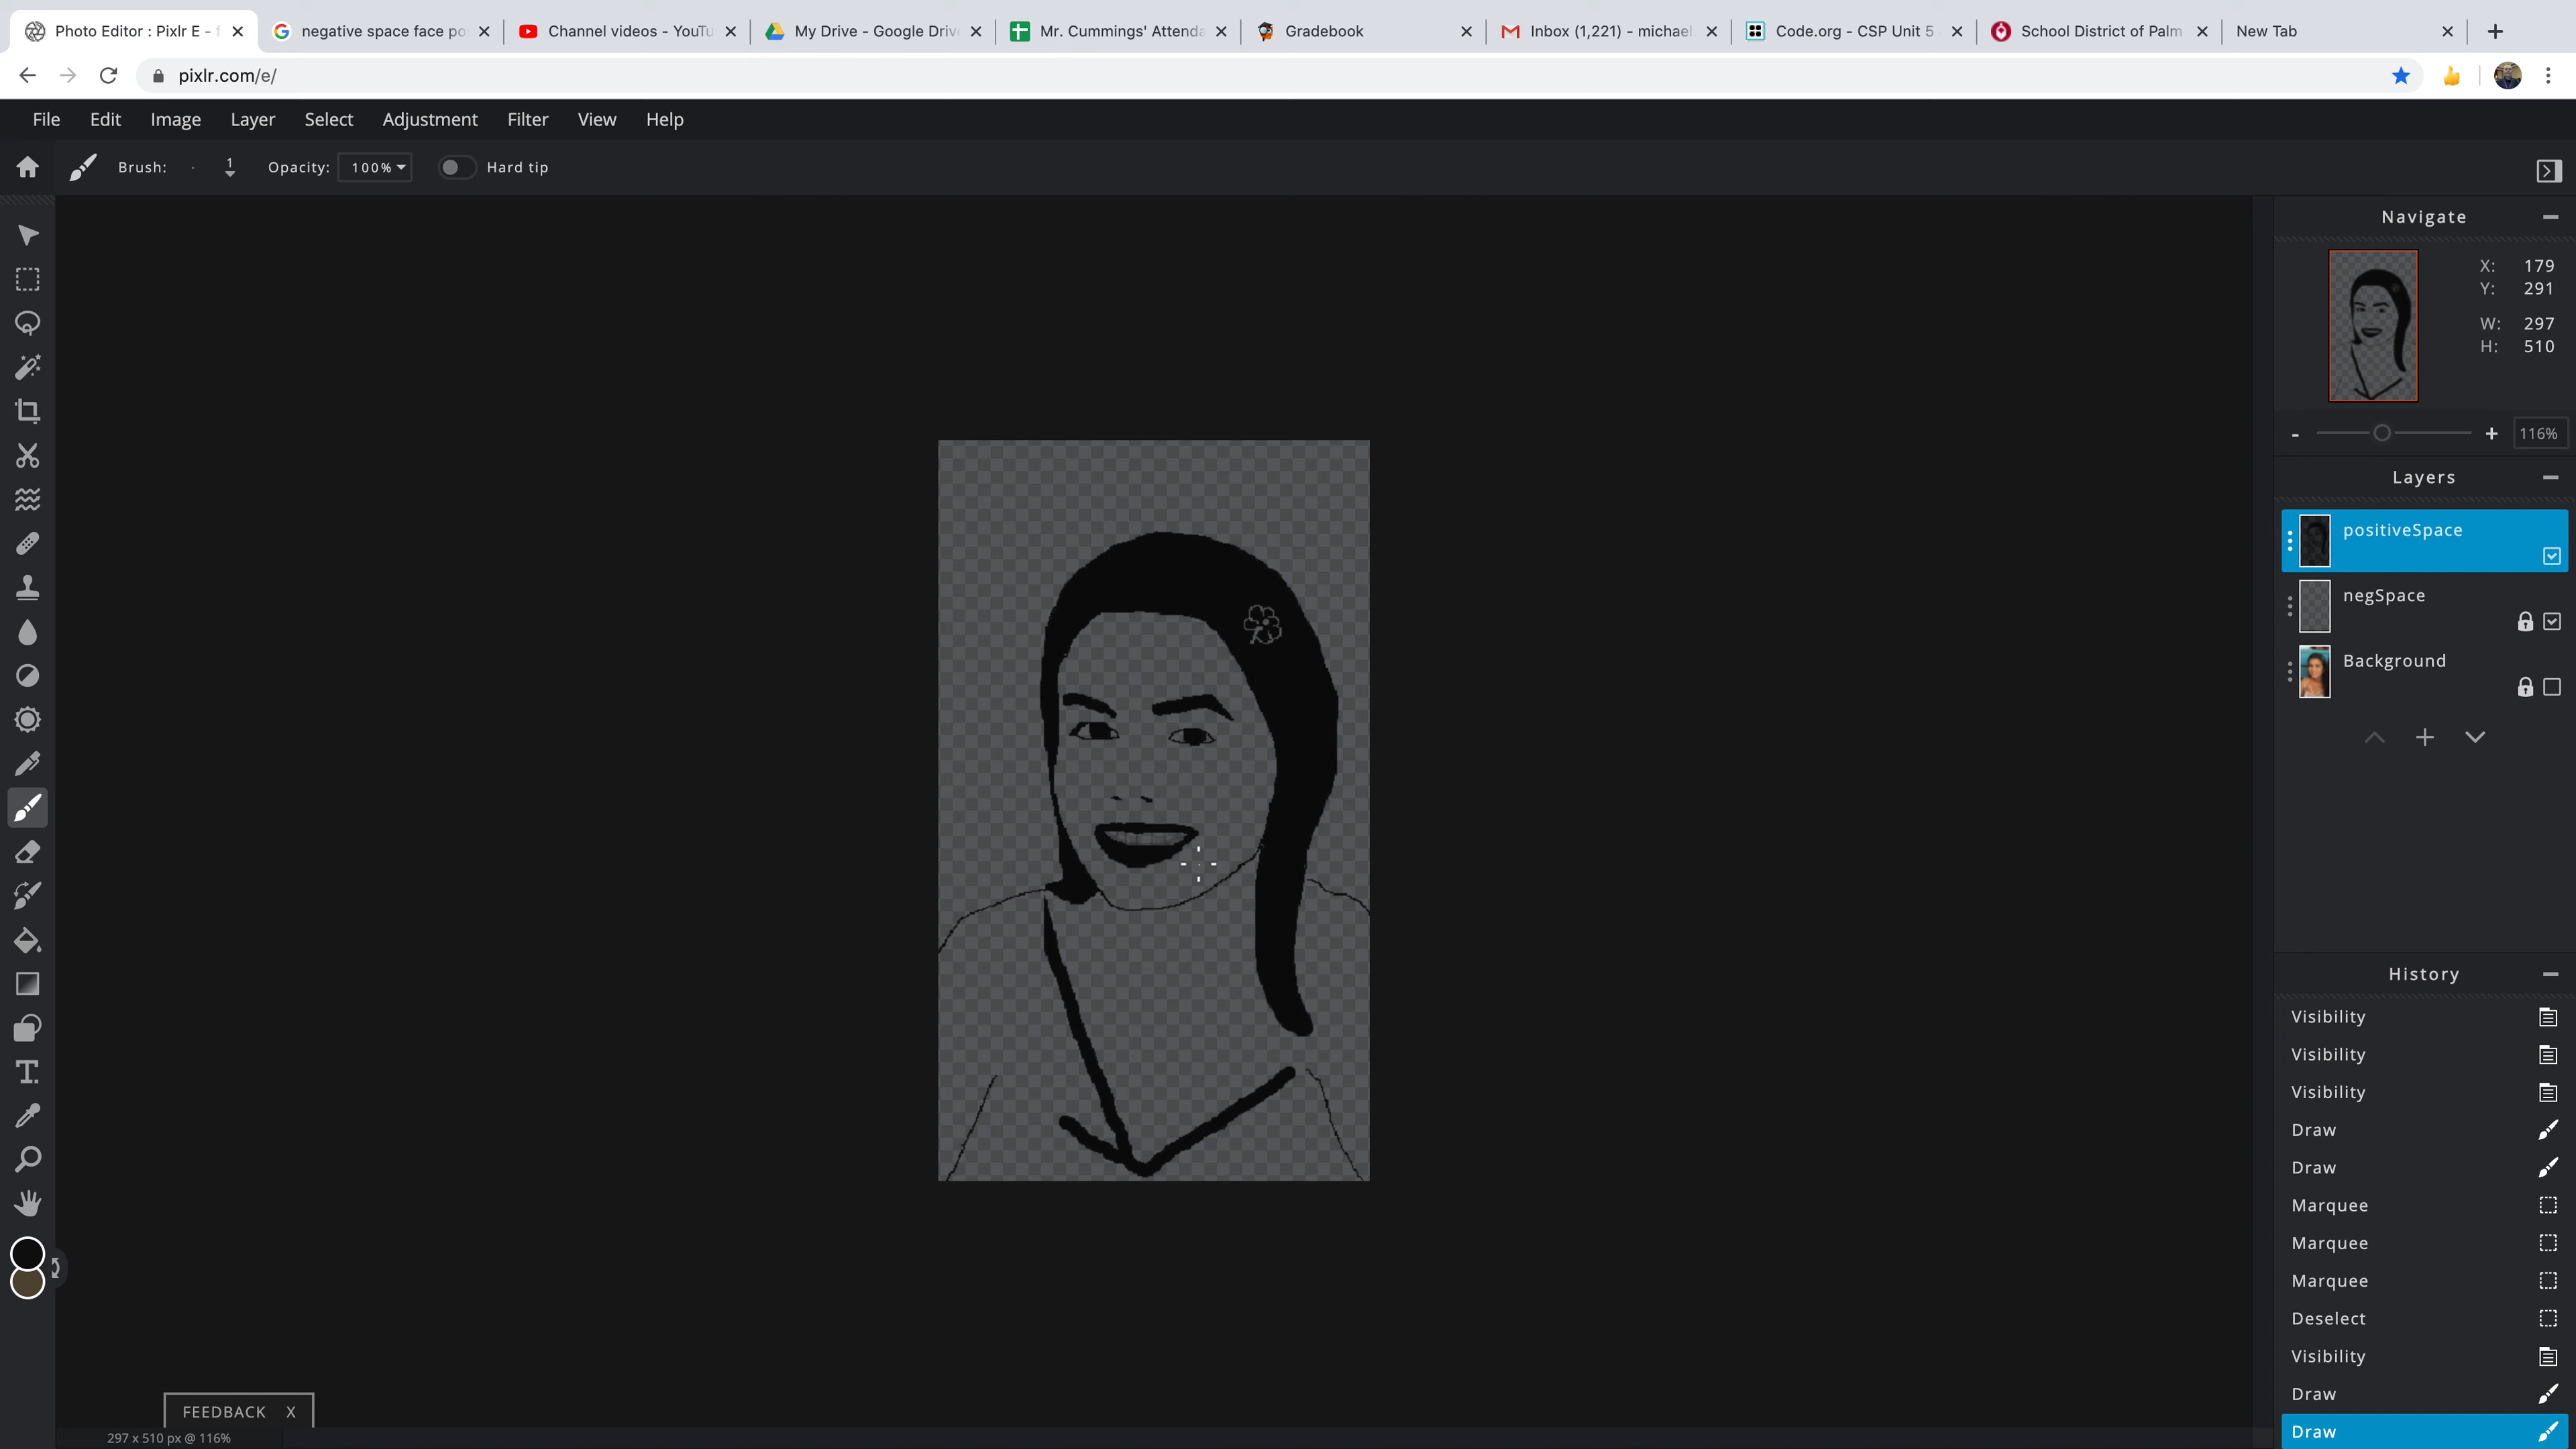 Photo Editor : Pixlr E - f
negative space face po
Channel videos - YouTu
My Drive - Google Drive
Mr. Cummings' Attenda
Gradebook
Inbox (1,221) - michael
Code.org - CSP Unit 5
School District of Palm
New Tab
pixlr.com/e/
File Edit Image Layer Select Adjustment Filter View Help
Brush: 1 Opacity: 100% Hard tip
Navigate
X: 179
Y: 291
W: 297
H: 510
- + 116%
Layers
positiveSpace
negSpace
Background
History
Visibility
Visibility
Visibility
Draw
Draw
Marquee
Marquee
Marquee
Deselect
Visibility
Draw
Draw
FEEDBACK X
297 x 510 px @ 116%